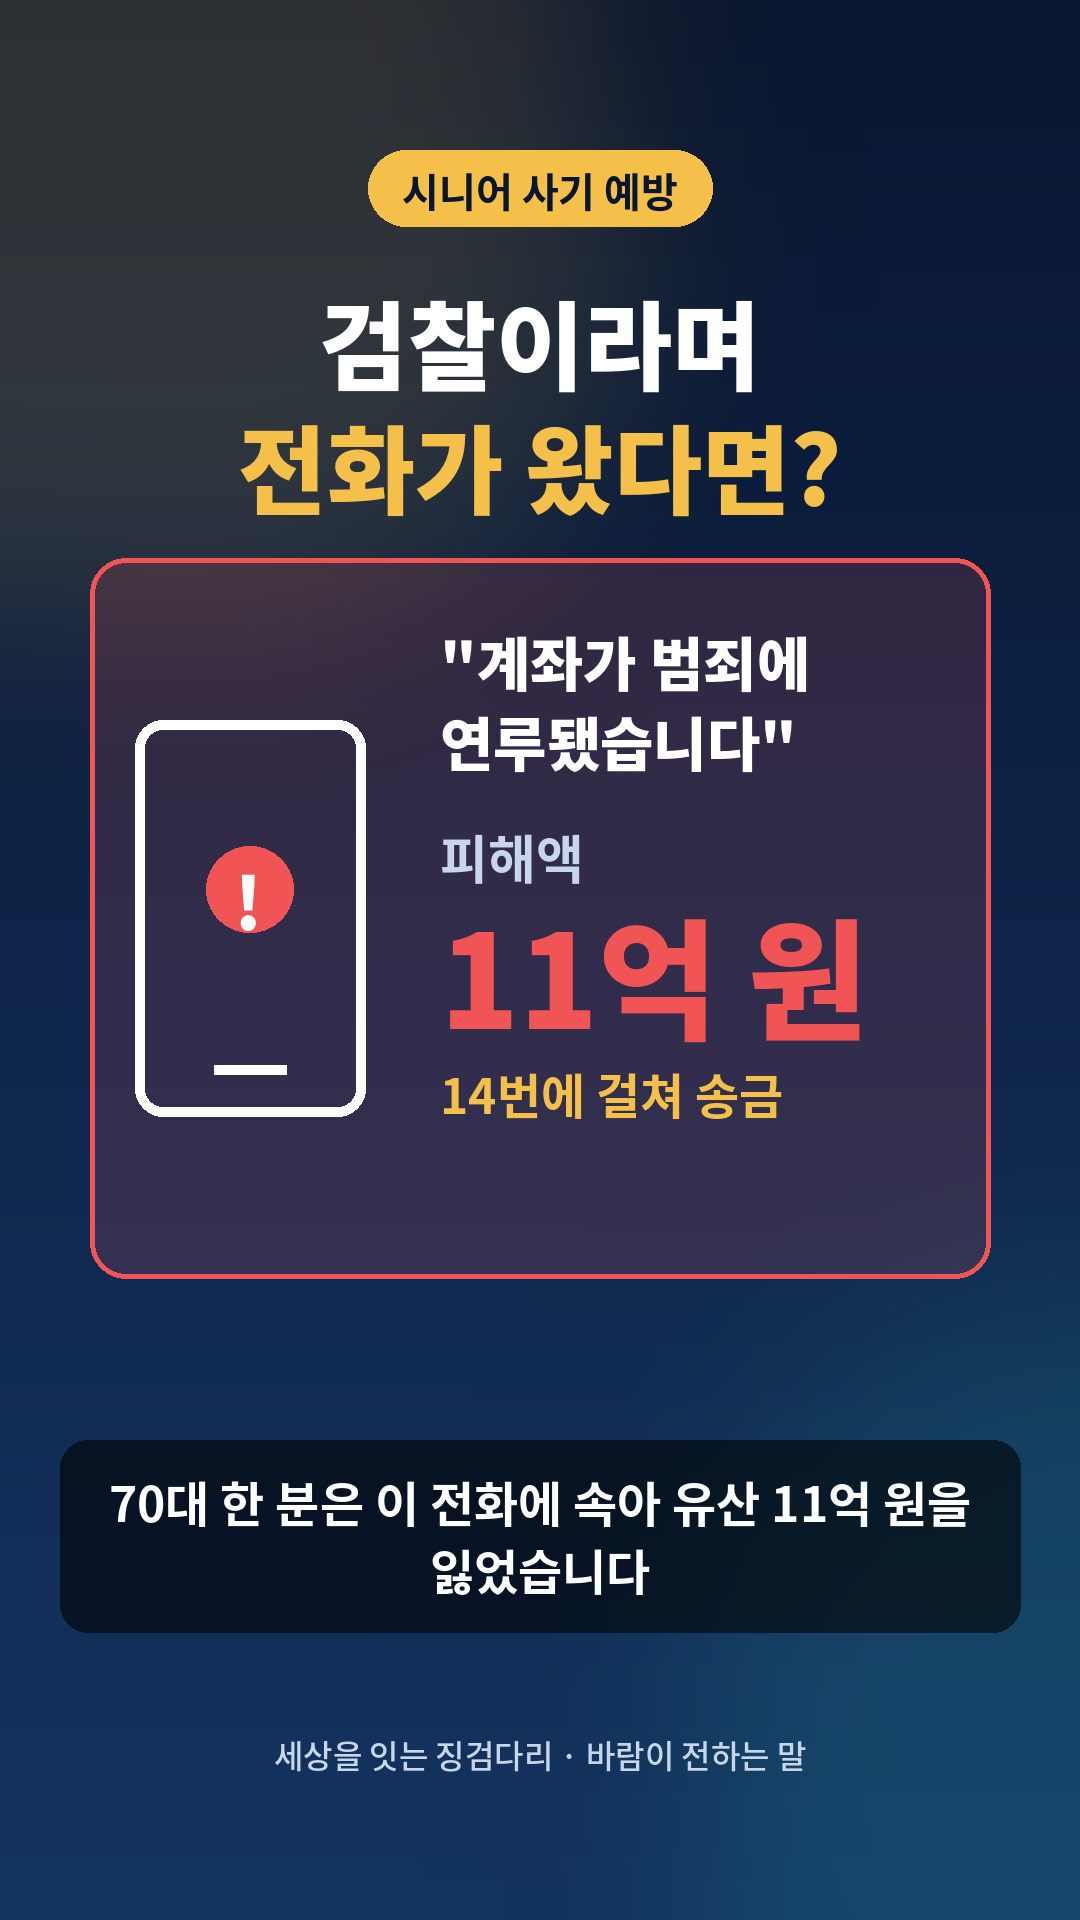 시니어 사기 예방
검찰이라며
전화가 왔다면?
"계좌가 범죄에
연루됐습니다"
피해액
!
11억 원
14번에 걸쳐 송금
70대 한 분은 이 전화에 속아 유산 11억 원을
잃었습니다
세상을 잇는 징검다리 · 바람이 전하는 말